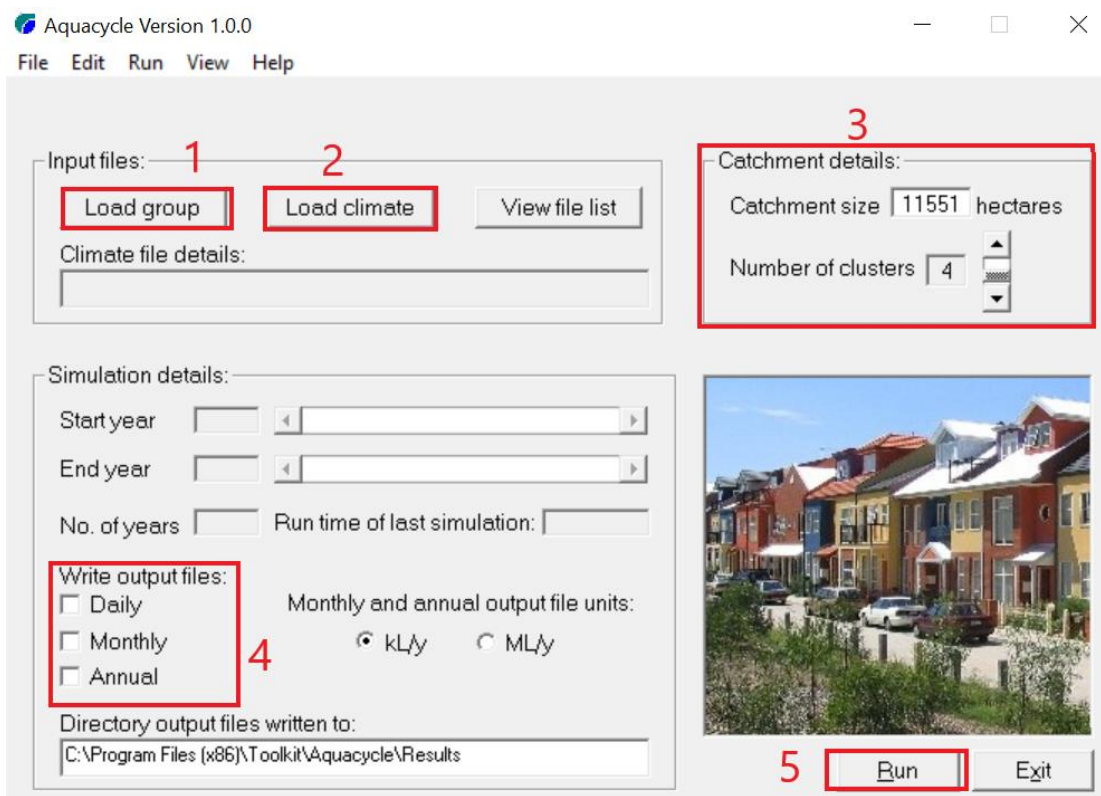 Aquacycle Version 1.0.0
File Edit Run View Help
1
2
3
Input files:
Load group
Load climate
View file list
Climate file details:
Catchment details:
Catchment size 11551 hectares
Number of clusters 4
Simulation details:
Start year
End year
No. of years
Run time of last simulation:
Write output files:
Daily
Monthly
Annual
4
Monthly and annual output file units:
kL/y
ML/y
Directory output files written to:
C:\Program Files (x86)\Toolkit\Aquacycle\Results
5
Run
Exit